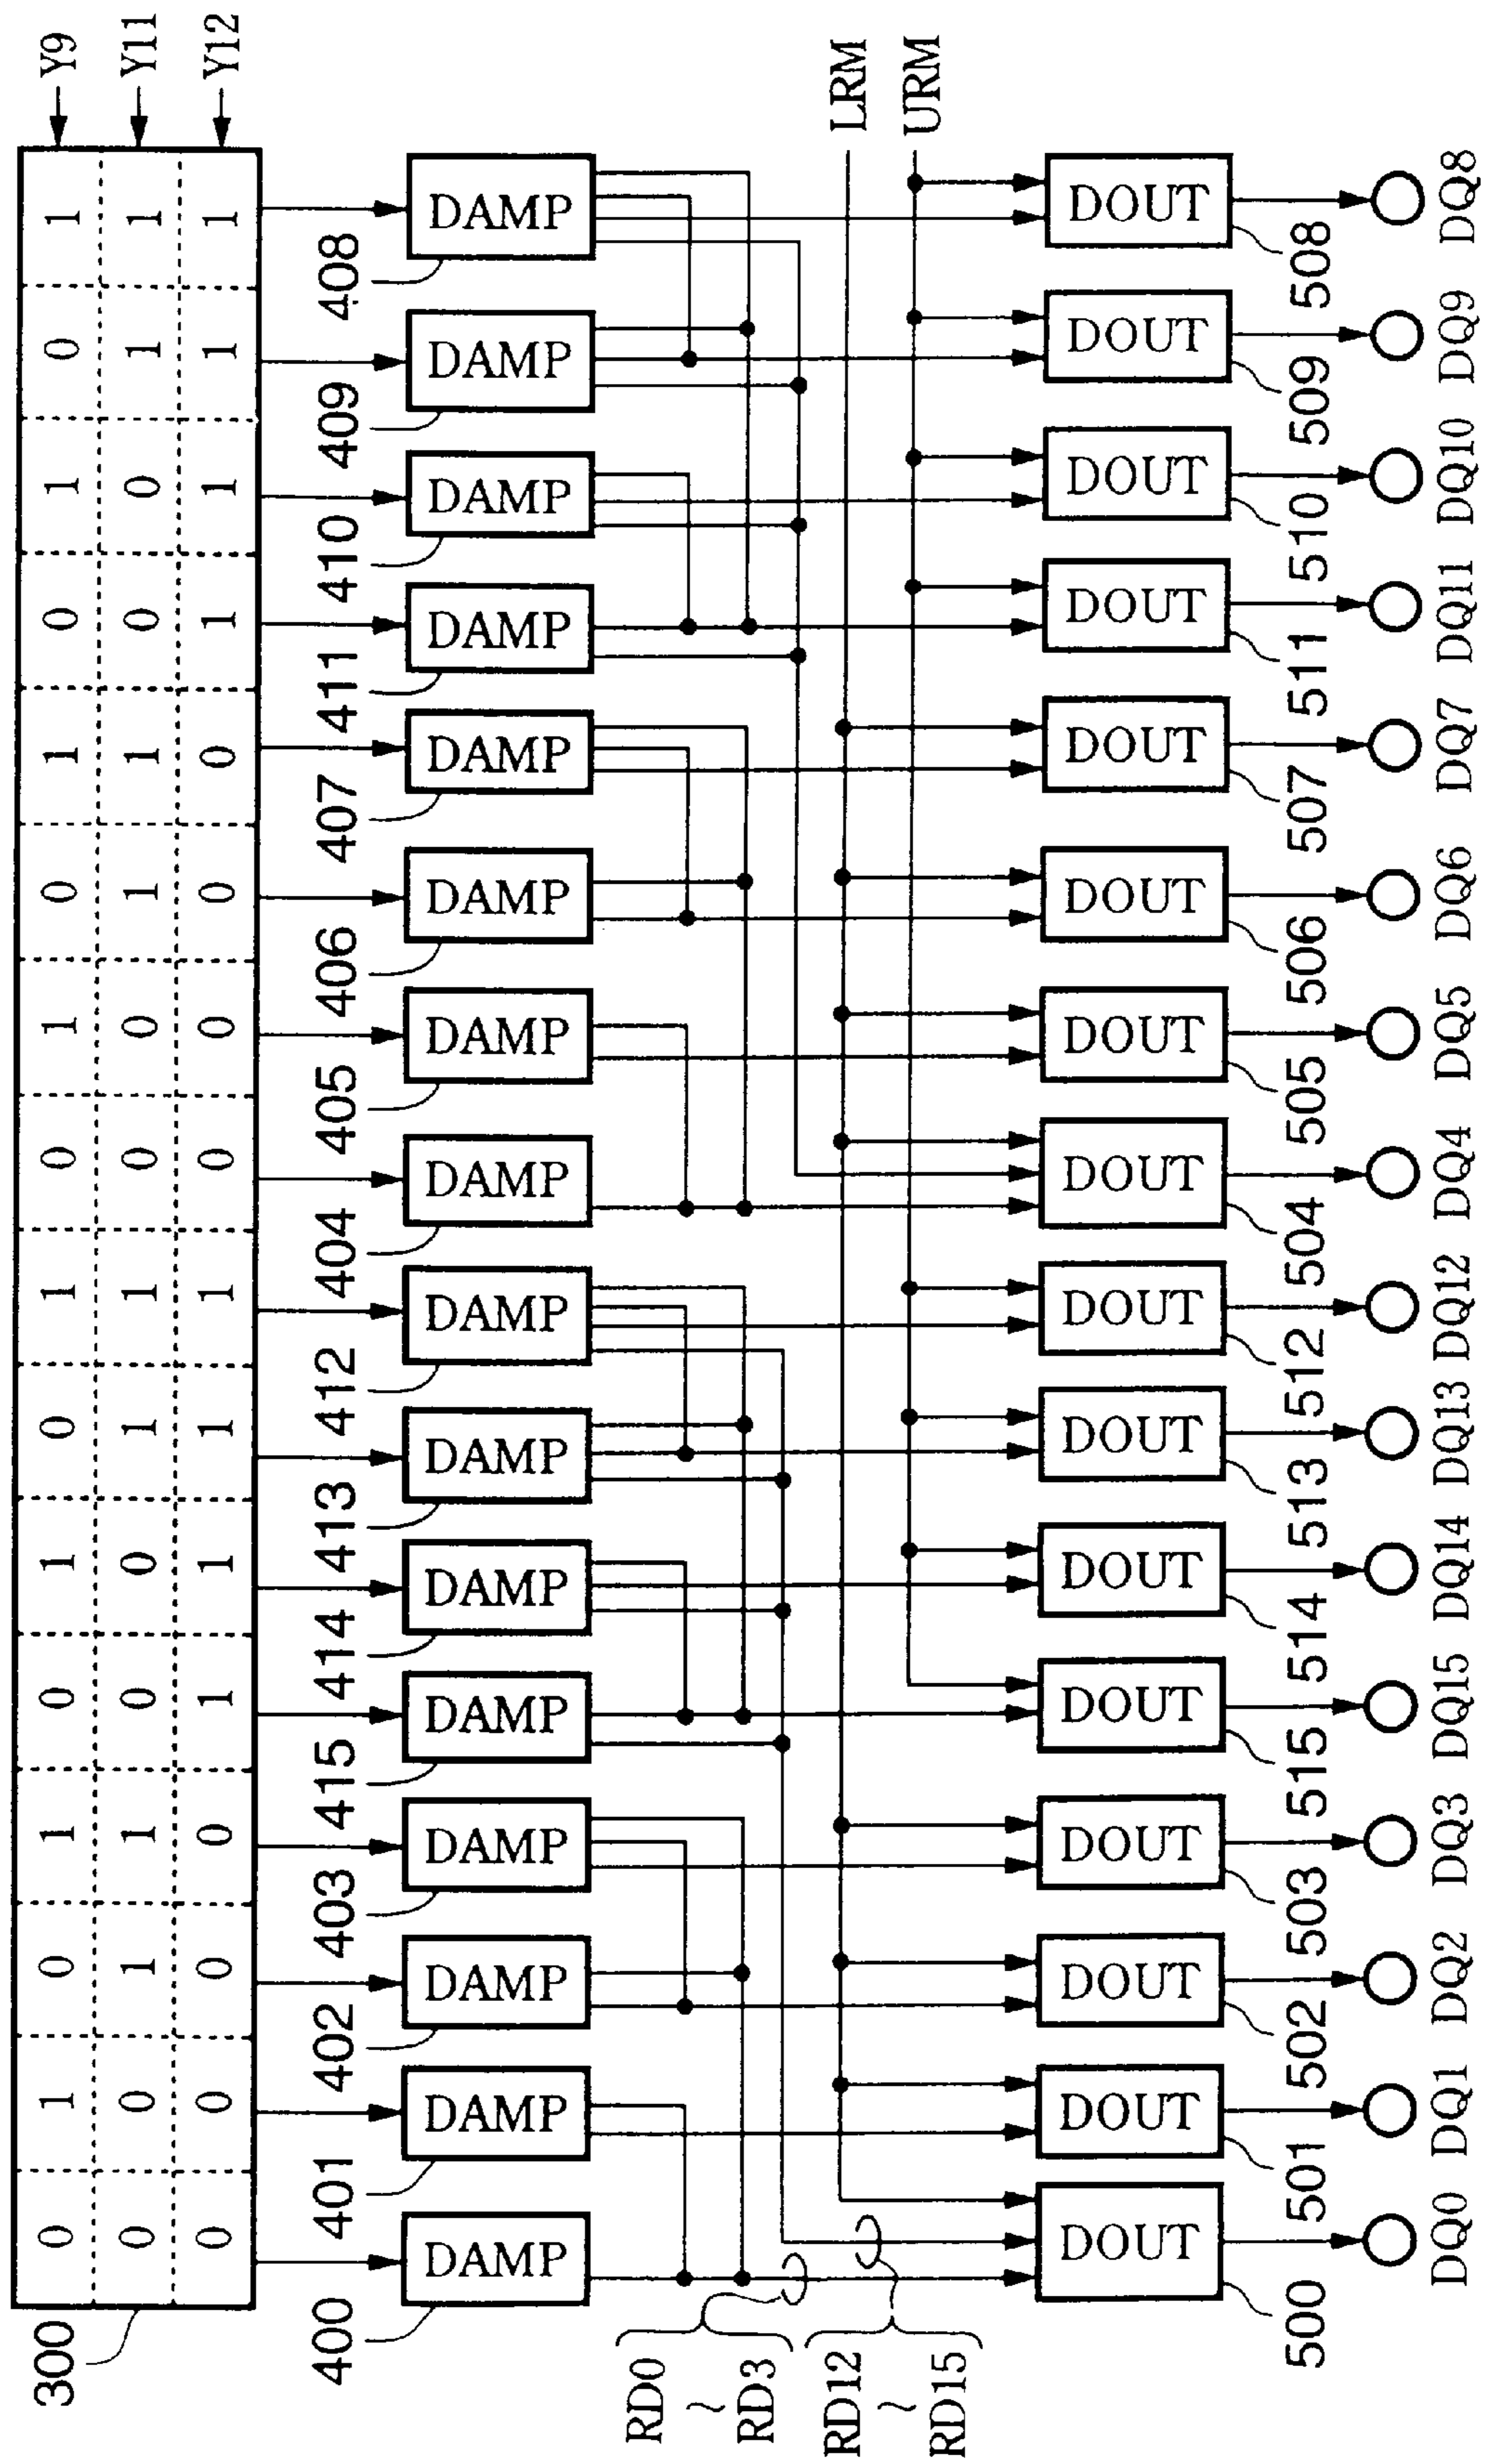 300 0 1 0 1 0 1 0 1 0 1 0 1 0 1 0 1 Y9
0 0 1 1 0 0 1 1 0 0 1 1 0 0 1 1 Y11
0 0 0 0 1 1 1 1 0 0 0 0 1 1 1 1 Y12
400 401 402 403 415 414 413 412 404 405 406 407 411 410 409 408
DAMP DAMP DAMP DAMP DAMP DAMP DAMP DAMP DAMP DAMP DAMP DAMP DAMP DAMP DAMP DAMP
RD0
~
RD3
RD12
~
RD15
LRM
URM
DOUT DOUT DOUT DOUT DOUT DOUT DOUT DOUT DOUT DOUT DOUT DOUT DOUT DOUT DOUT DOUT
500 501 502 503 515 514 513 512 504 505 506 507 511 510 509 508
DQ0 DQ1 DQ2 DQ3 DQ15 DQ14 DQ13 DQ12 DQ4 DQ5 DQ6 DQ7 DQ11 DQ10 DQ9 DQ8